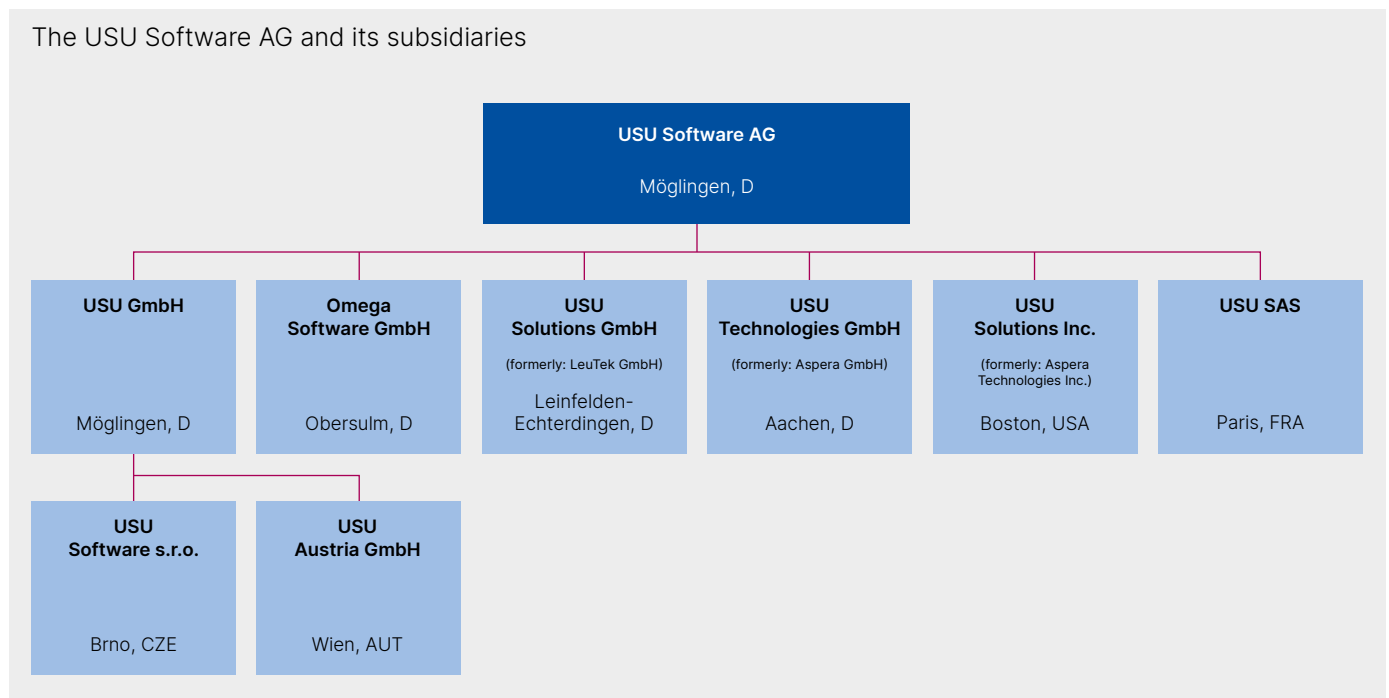 The USU Software AG and its subsidiaries
USU Software AG
Möglingen, D
USU GmbH
Möglingen, D
Omega
Software GmbH
Obersulm, D
USU
Solutions GmbH
(formerly: LeuTek GmbH)
Leinfelden-
Echterdingen, D
USU
Technologies GmbH
(formerly: Aspera GmbH)
Aachen, D
USU
Solutions Inc.
(formerly: Aspera
Technologies Inc.)
Boston, USA
USU SAS
Paris, FRA
USU
Software s.r.o.
Brno, CZE
USU
Austria GmbH
Wien, AUT